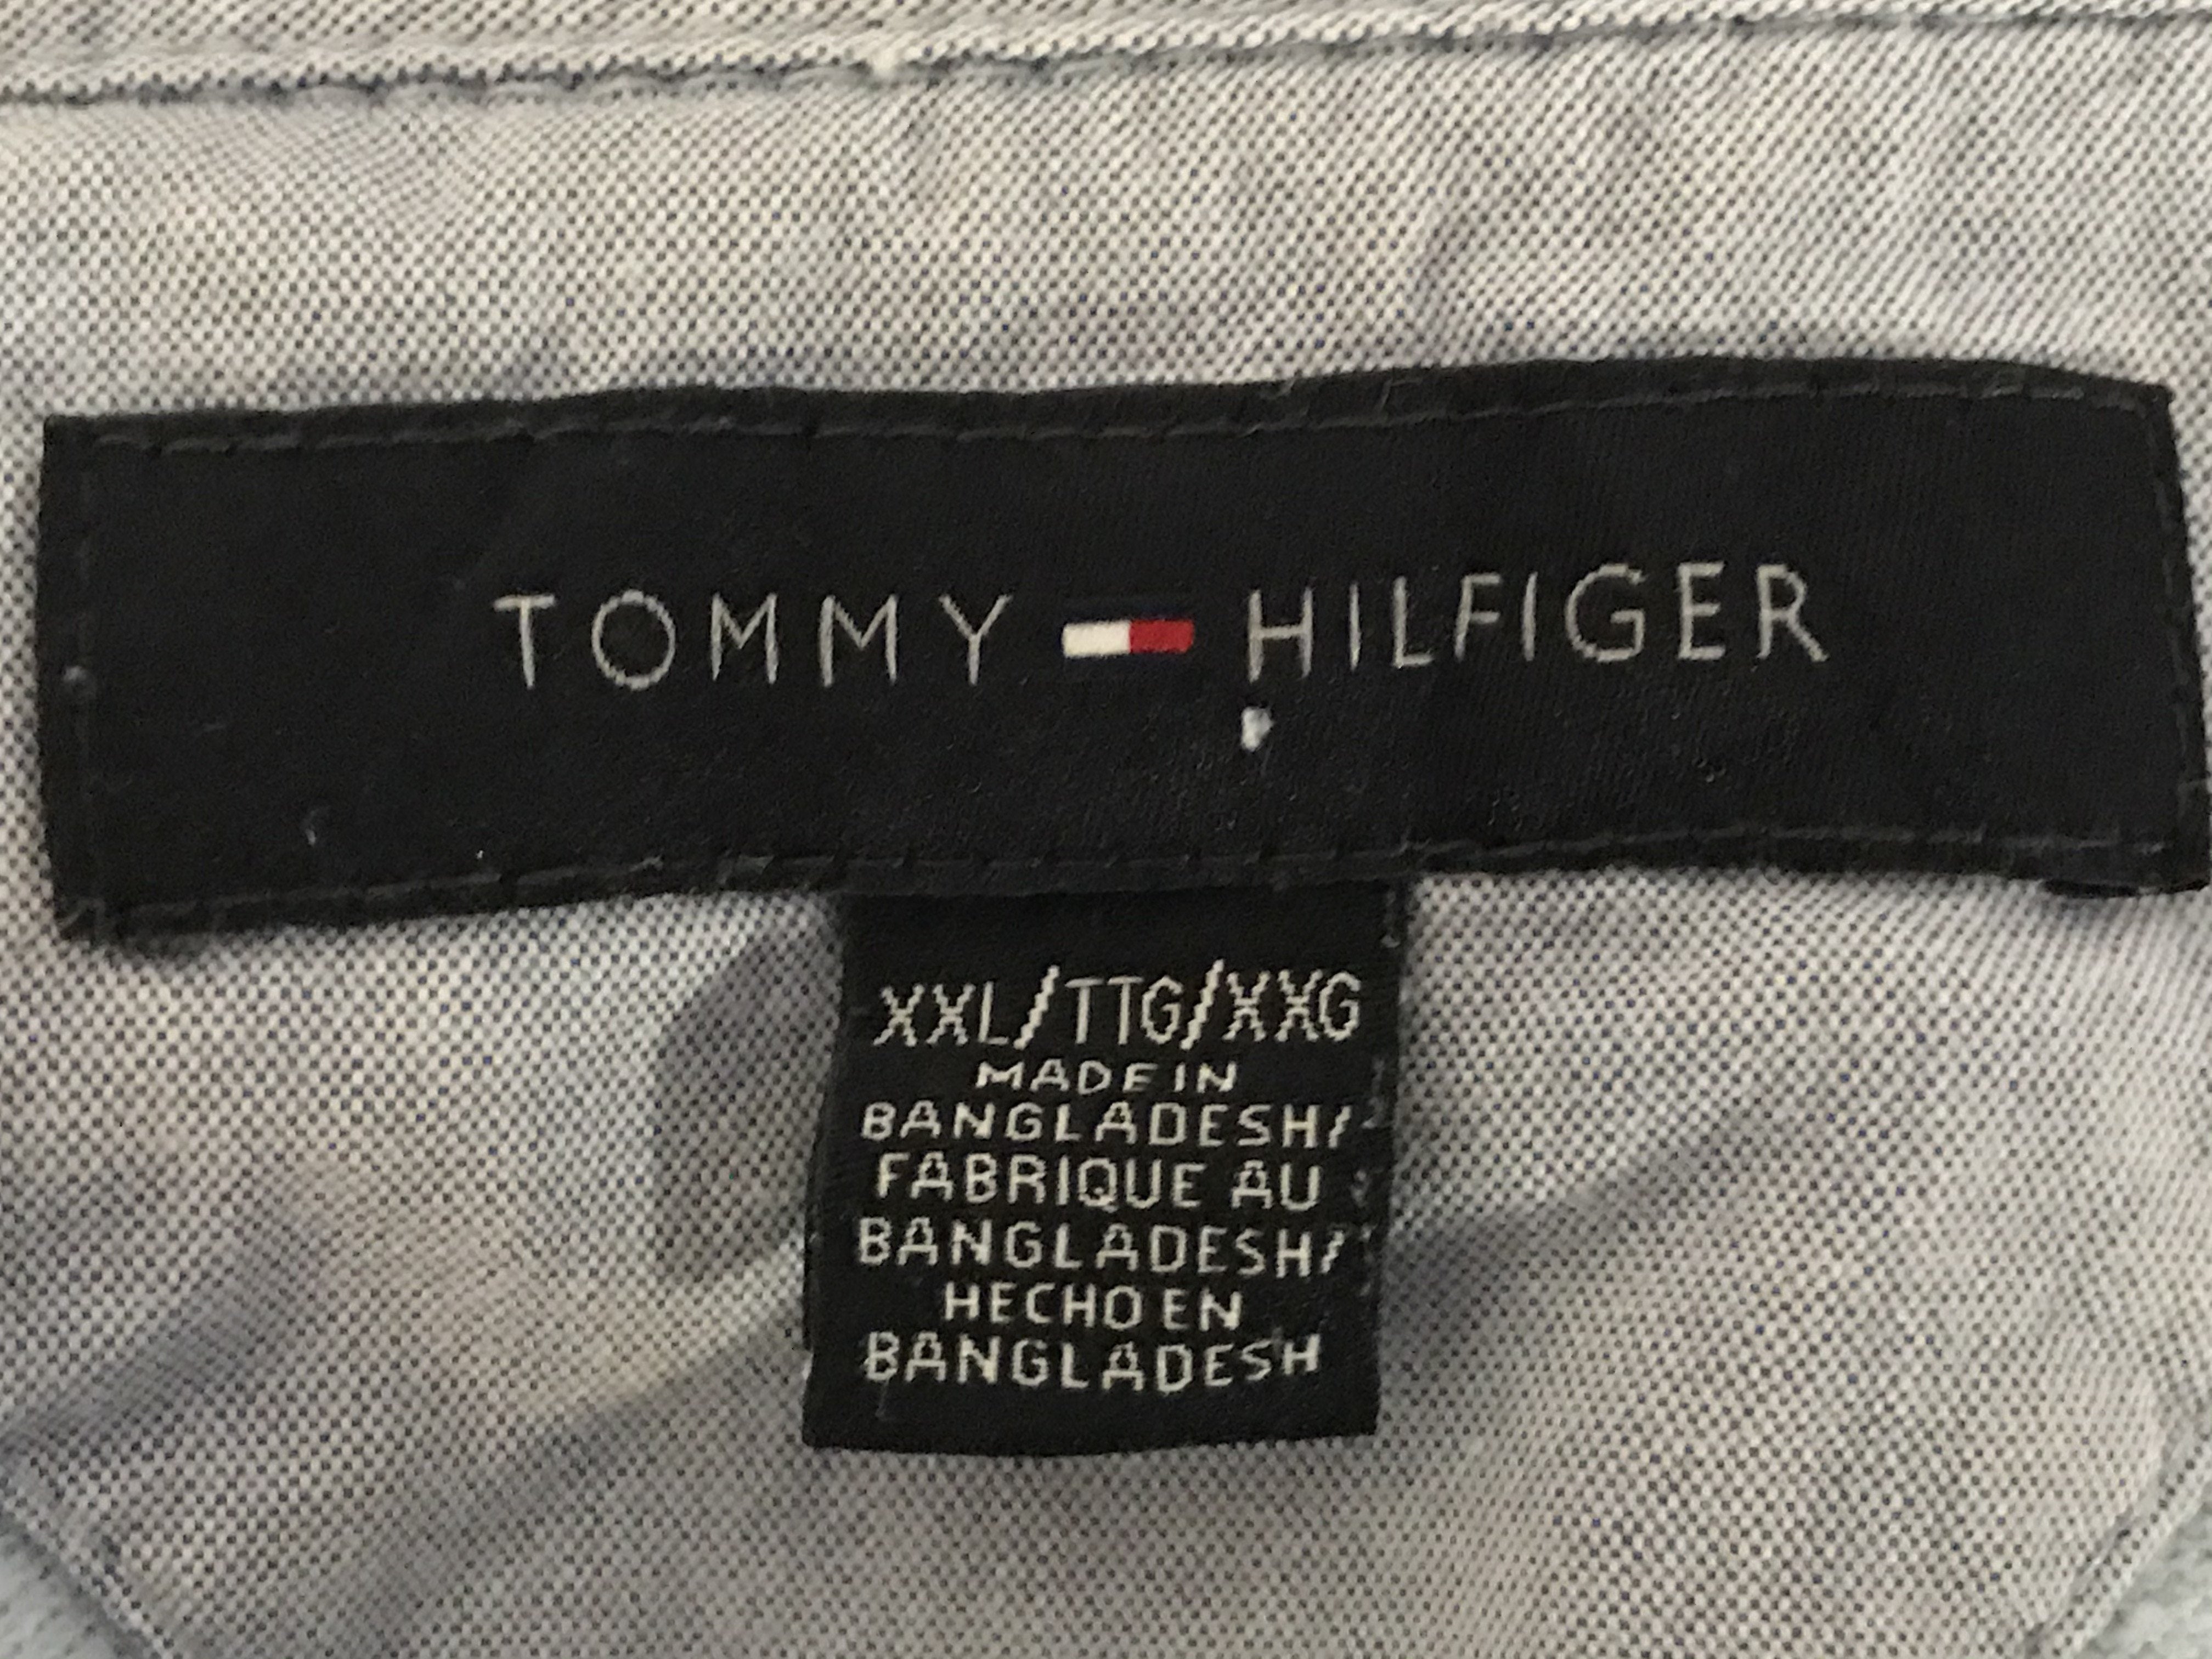 TOMMY HILFIGER
XXL/TTG/XXG
MADE IN
BANGLADESH/
FABRIQUE AU
BANGLADESH/
HECHO EN
BANGLADESH